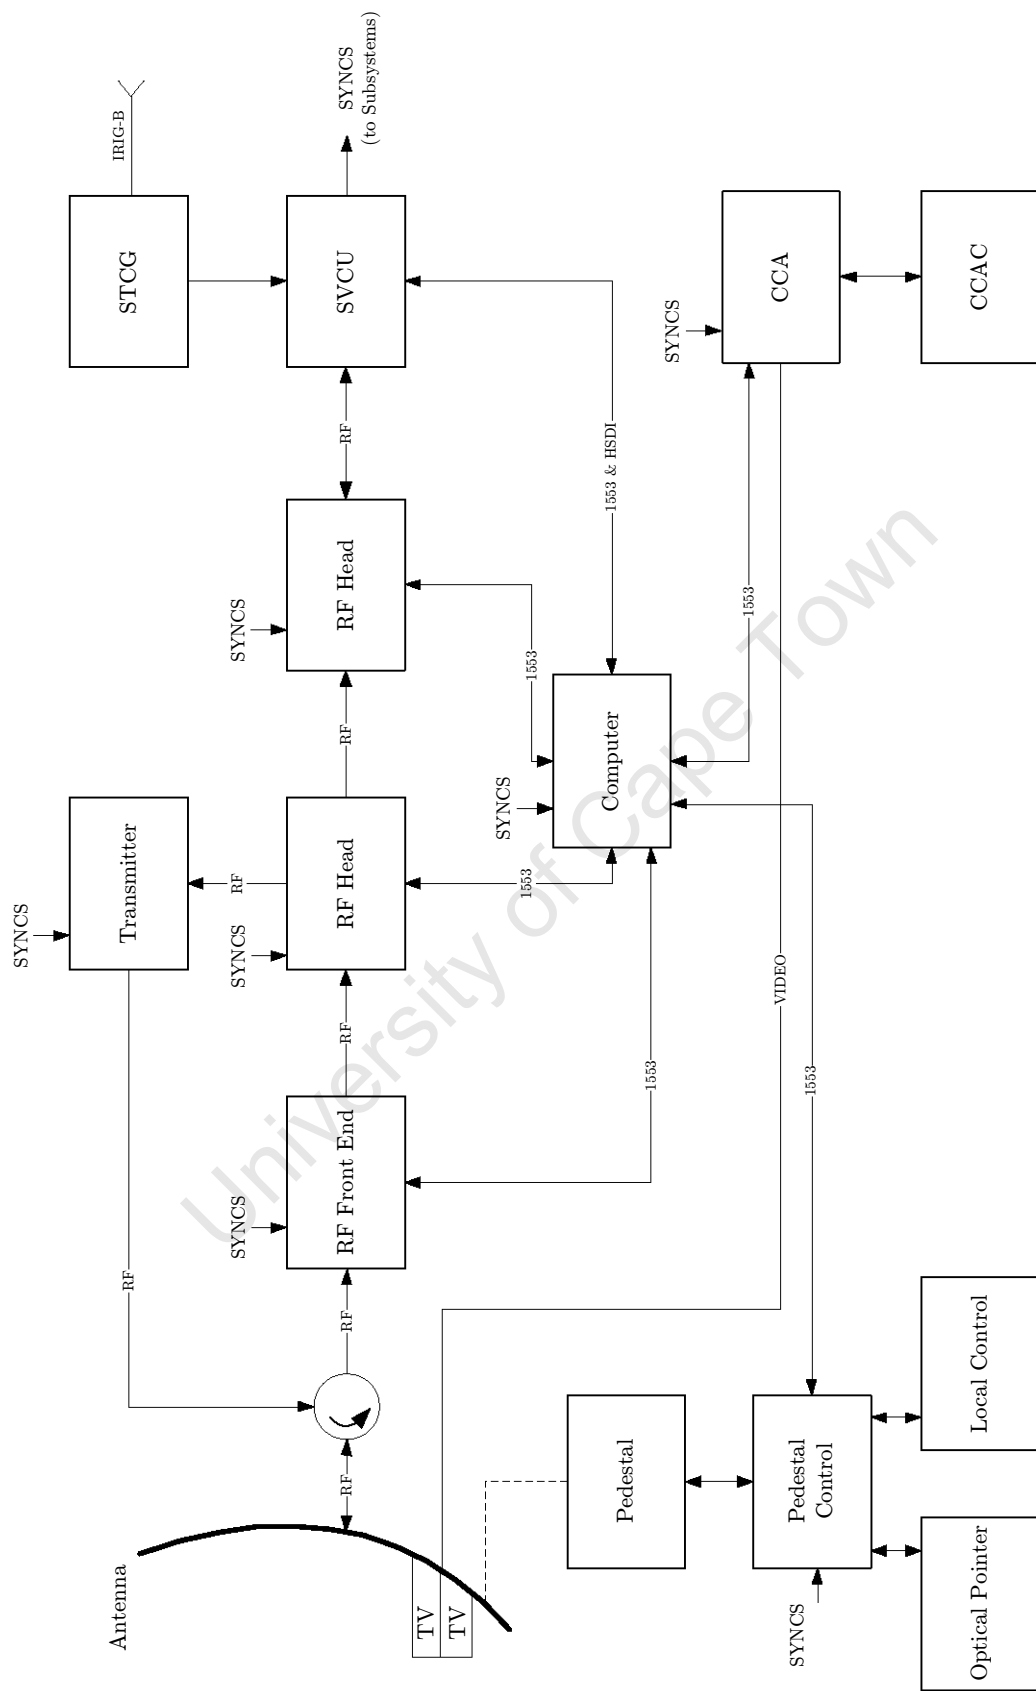 SYNCS
Antenna
RF
Transmitter
STCG
IRIG-B
SYNCS
SYNCS
RF
SYNCS
RF
RF
RF Front End
RF
RF Head
RF
RF Head
RF
SVCU
SYNCS
(to Subsystems)
TV
TV
SYNCS
1553
1553
Pedestal
Computer
1553 & HSDI
1553
SYNCS
1553
VIDEO
CCA
SYNCS
Pedestal
Control
1553
Optical Pointer
Local Control
CCAC
University of Cape Town